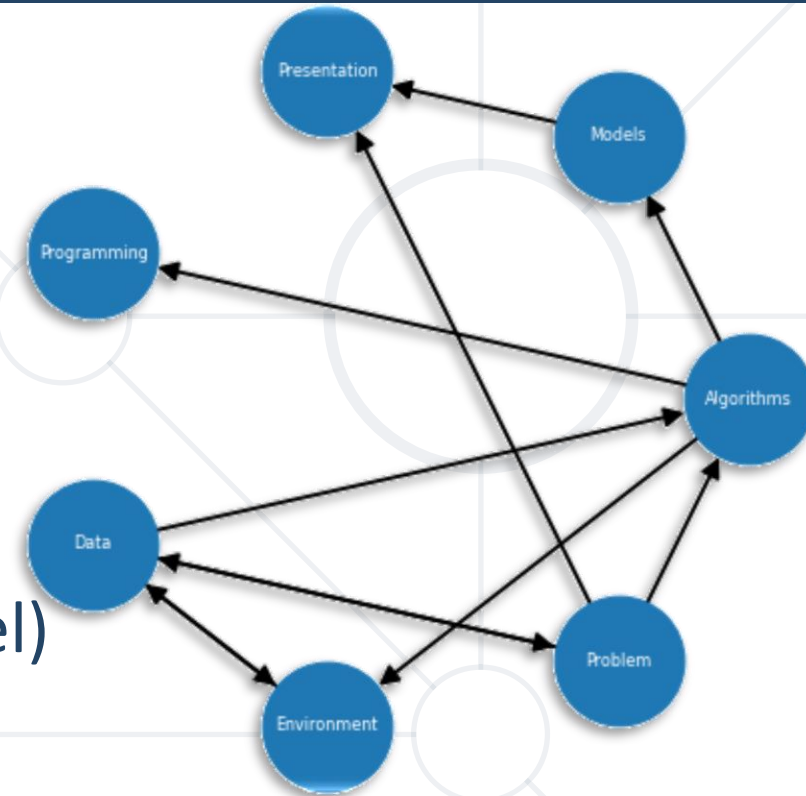 Presentation
Models
Programming
Algorithms
Data
el)
Problem
Environment